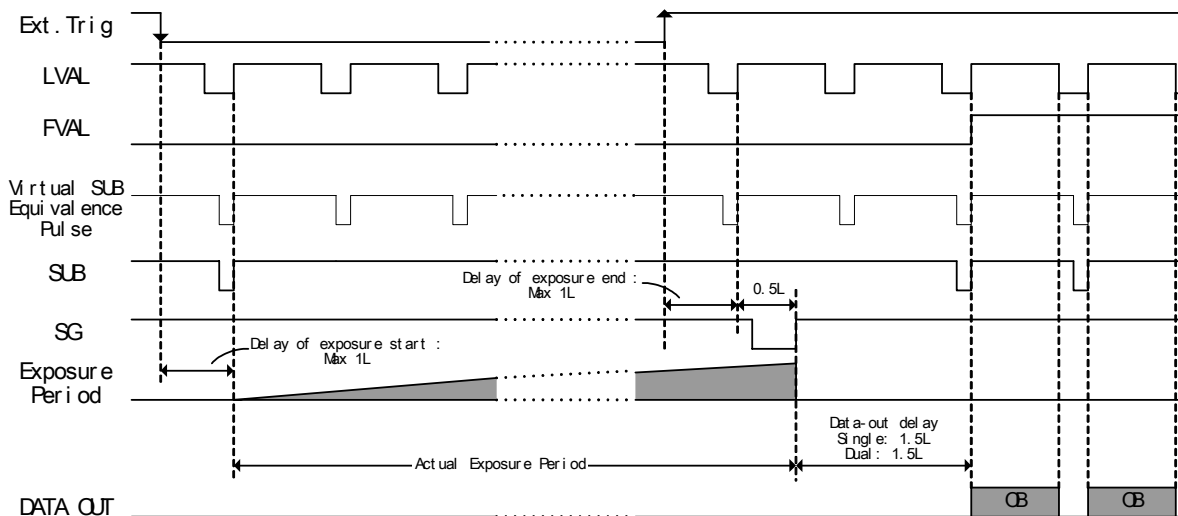 Ext. Trig
LVAL
FVAL
Virtual SUB
Equivalence
Pulse
SUB
Delay of exposure end :
Max 1L
0.5L
SG
Delay of exposure start :
Max 1L
Exposure
Period
Data-out delay
Single: 1.5L
Dual: 1.5L
Actual Exposure Period
DATA OUT
OB
OB